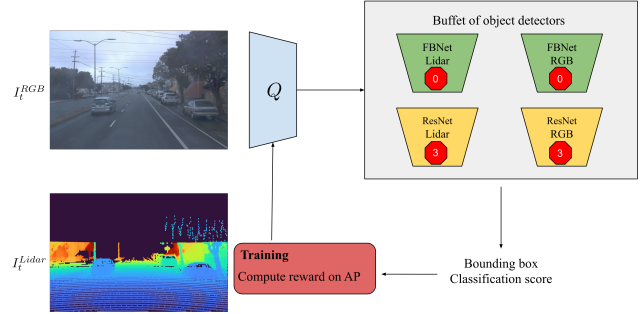 Buffet of object detectors
I_t^{RGB}
Q
FBNet
Lidar
0
FBNet
RGB
0
ResNet
Lidar
3
ResNet
RGB
3
I_t^{Lidar}
Training
Compute reward on AP
Bounding box
Classification score